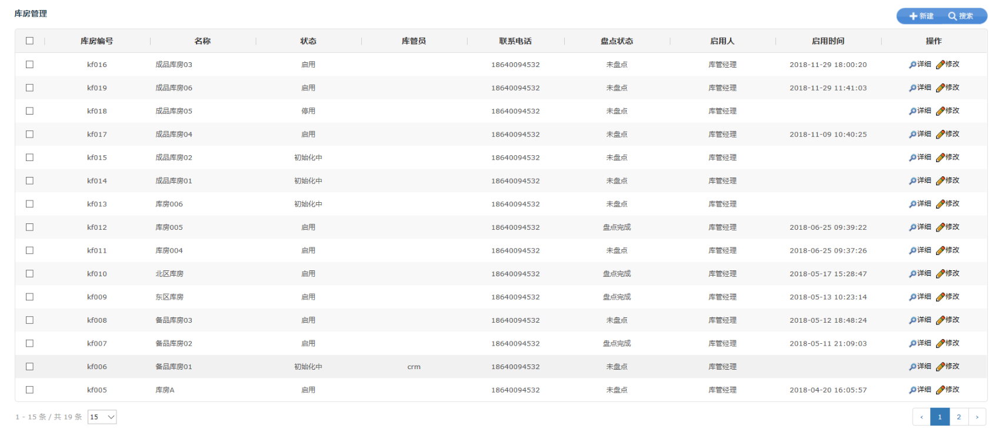 库房管理
新建 搜索
库房编号 名称 状态 库管员 联系电话 盘点状态 启用人 启用时间 操作
kf016 成品库房03 启用 18640094532 未盘点 库管经理 2018-11-29 18:00:20 详细 修改
kf019 成品库房06 启用 18640094532 未盘点 库管经理 2018-11-29 11:41:03 详细 修改
kf018 成品库房05 停用 18640094532 未盘点 库管经理 详细 修改
kf017 成品库房04 启用 18640094532 未盘点 库管经理 2018-11-09 10:40:25 详细 修改
kf015 成品库房02 初始化中 18640094532 未盘点 库管经理 详细 修改
kf014 成品库房01 初始化中 18640094532 未盘点 库管经理 详细 修改
kf013 库房006 初始化中 18640094532 未盘点 库管经理 详细 修改
kf012 库房005 启用 18640094532 盘点完成 库管经理 2018-06-25 09:39:22 详细 修改
kf011 库房004 启用 18640094532 未盘点 库管经理 2018-06-25 09:37:26 详细 修改
kf010 北区库房 启用 18640094532 盘点完成 库管经理 2018-05-17 15:28:47 详细 修改
kf009 东区库房 启用 18640094532 盘点完成 库管经理 2018-05-13 10:23:14 详细 修改
kf008 备品库房03 启用 18640094532 未盘点 库管经理 2018-05-12 18:48:24 详细 修改
kf007 备品库房02 启用 18640094532 盘点完成 库管经理 2018-05-11 21:09:03 详细 修改
kf006 备品库房01 初始化中 crm 18640094532 未盘点 库管经理 详细 修改
kf005 库房A 启用 18640094532 未盘点 库管经理 2018-04-20 16:05:57 详细 修改
1 - 15 条 / 共 19 条 15 ‹ 1 2 ›